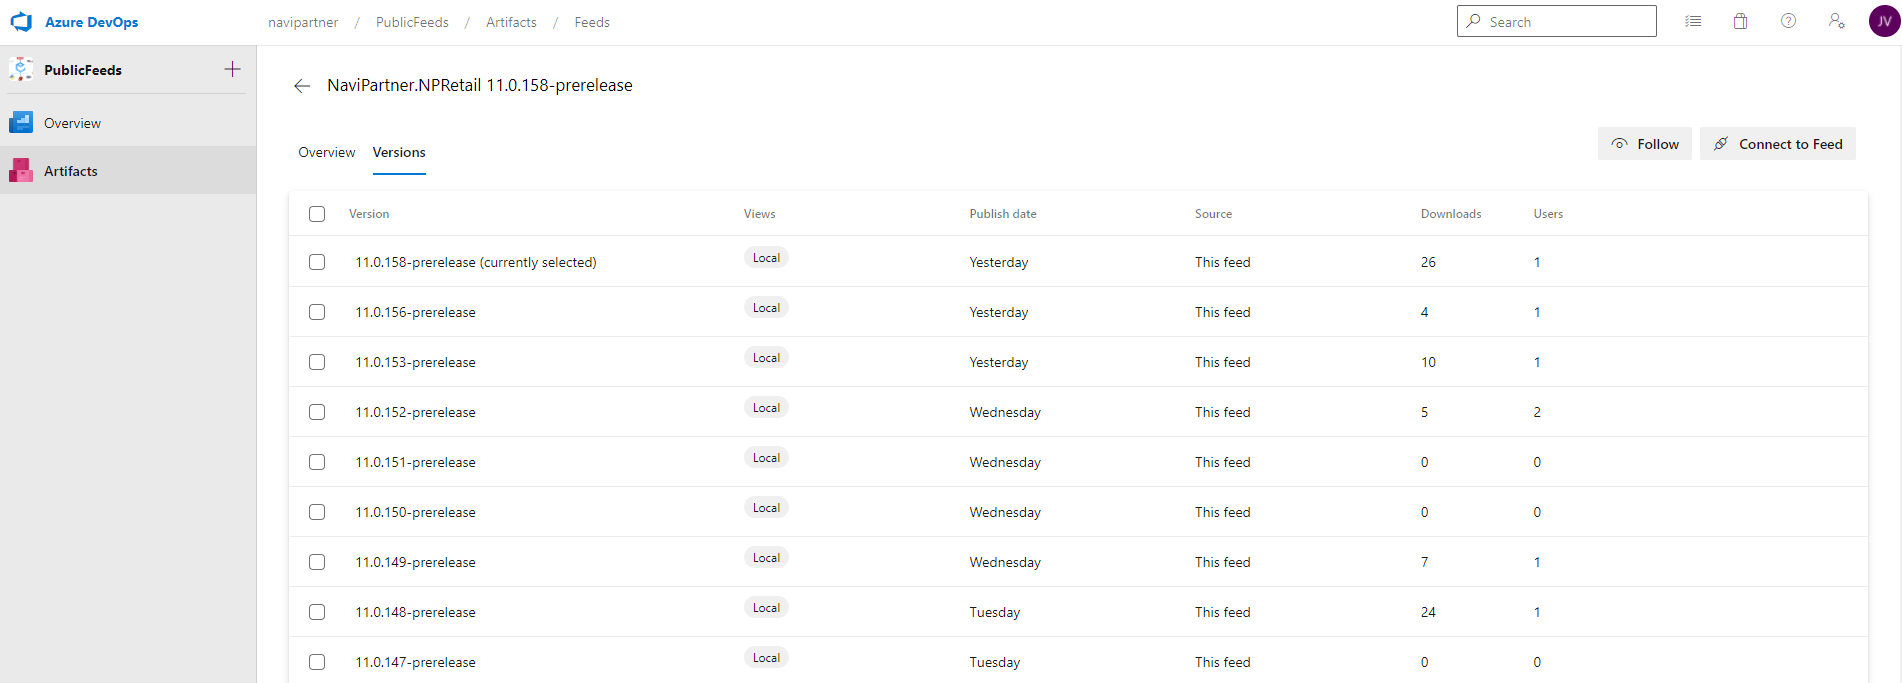 Azure DevOps navipartner / PublicFeeds / Artifacts / Feeds Search JV
PublicFeeds
Overview
Artifacts
NaviPartner.NPRetail 11.0.158-prerelease
Overview Versions Follow Connect to Feed
Version Views Publish date Source Downloads Users
11.0.158-prerelease (currently selected) Local Yesterday This feed 26 1
11.0.156-prerelease Local Yesterday This feed 4 1
11.0.153-prerelease Local Yesterday This feed 10 1
11.0.152-prerelease Local Wednesday This feed 5 2
11.0.151-prerelease Local Wednesday This feed 0 0
11.0.150-prerelease Local Wednesday This feed 0 0
11.0.149-prerelease Local Wednesday This feed 7 1
11.0.148-prerelease Local Tuesday This feed 24 1
11.0.147-prerelease Local Tuesday This feed 0 0